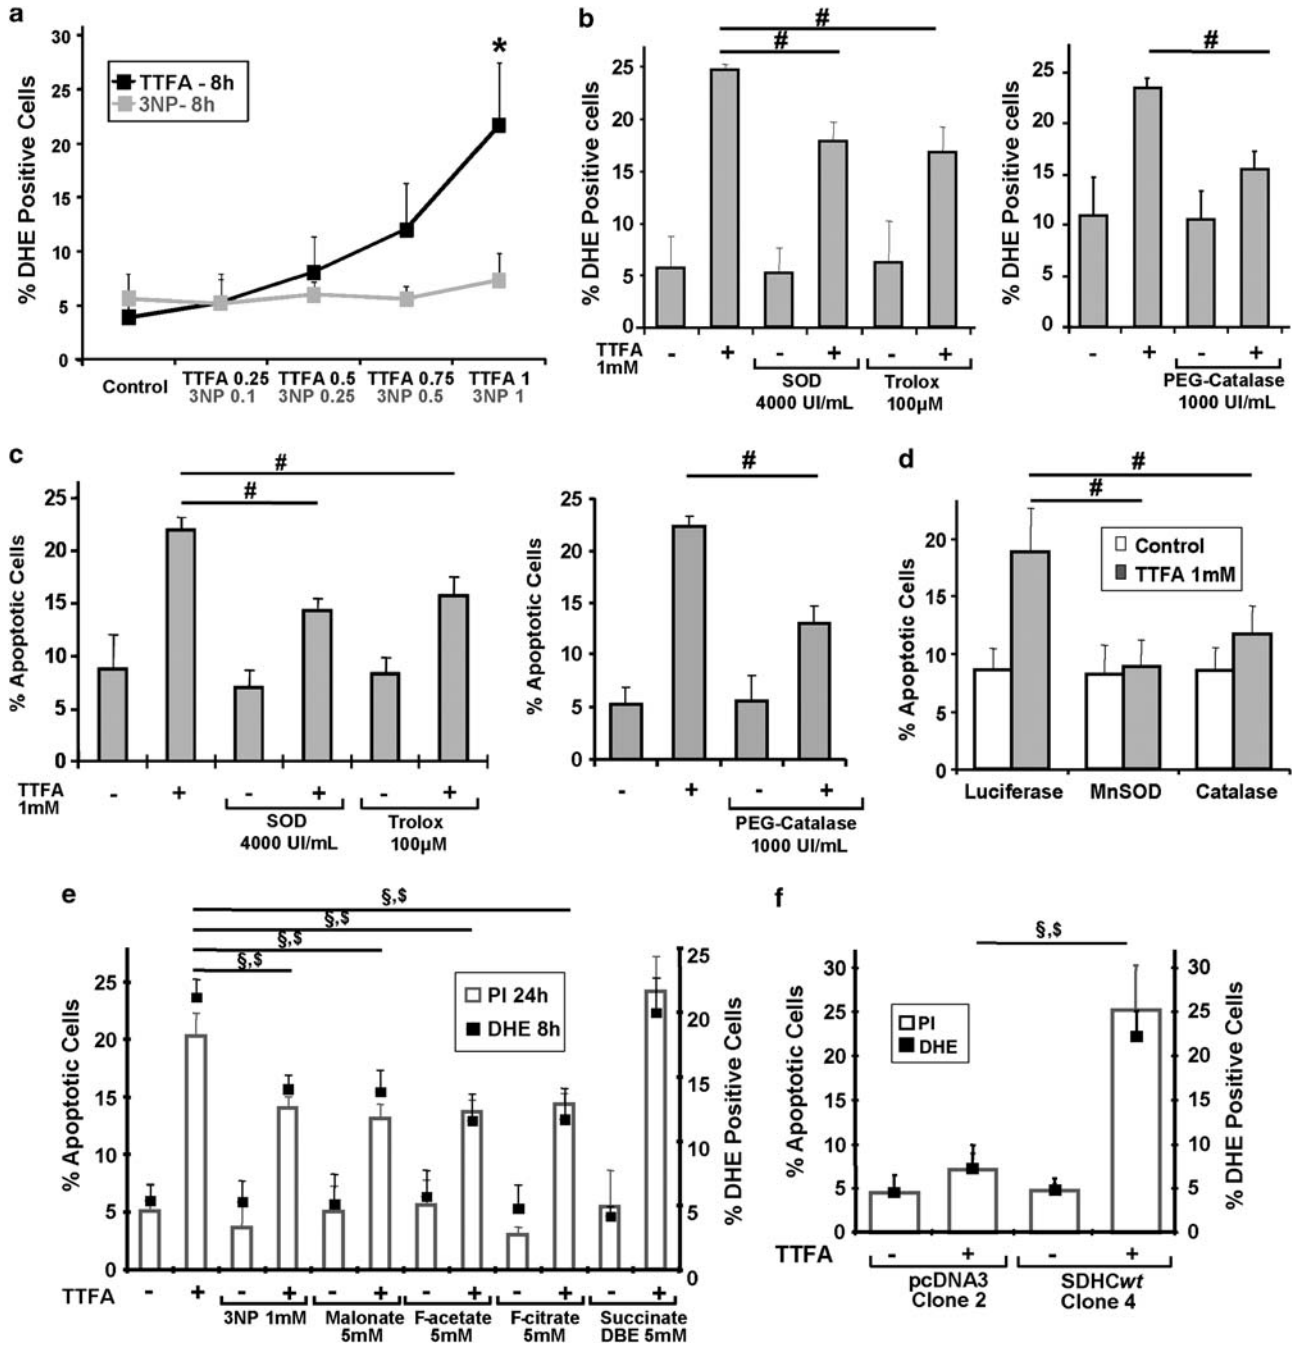 a
% DHE Positive Cells
30
25
20
15
10
5
0
TTFA - 8h
3NP- 8h
*
Control
TTFA 0.25
3NP 0.1
TTFA 0.5
3NP 0.25
TTFA 0.75
3NP 0.5
TTFA 1
3NP 1
b
#
#
% DHE Positive cells
25
20
15
10
5
0
TTFA
1mM
- + - + - +
SOD
4000 UI/mL
Trolox
100µM
#
% DHE Positive cells
25
20
15
10
5
0
- + - +
PEG-Catalase
1000 UI/mL
c
#
#
% Apoptotic Cells
25
20
15
10
5
0
TTFA
1mM
- + - + - +
SOD
4000 UI/mL
Trolox
100µM
#
% Apoptotic Cells
25
20
15
10
5
0
- + - +
PEG-Catalase
1000 UI/mL
d
#
#
% Apoptotic Cells
20
15
10
5
0
Control
TTFA 1mM
Luciferase
MnSOD
Catalase
e
§,$
§,$
§,$
§,$
% Apoptotic Cells
25
20
15
10
5
0
PI 24h
DHE 8h
25
20
15
10
5
0
% DHE Positive Cells
TTFA
- + - + - + - + - + - +
3NP 1mM
Malonate
5mM
F-acetate
5mM
F-citrate
5mM
Succinate
DBE 5mM
f
§,$
% Apoptotic Cells
30
25
20
15
10
5
0
PI
DHE
30
25
20
15
10
5
0
% DHE Positive Cells
TTFA
- + - +
pcDNA3
Clone 2
SDHCwt
Clone 4